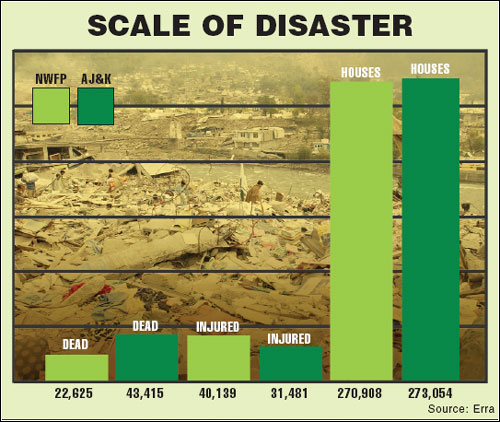 SCALE OF DISASTER
NWFP AJ&K
HOUSES HOUSES
DEAD DEAD INJURED INJURED
22,625 43,415 40,139 31,481 270,908 273,054
Source: Erra